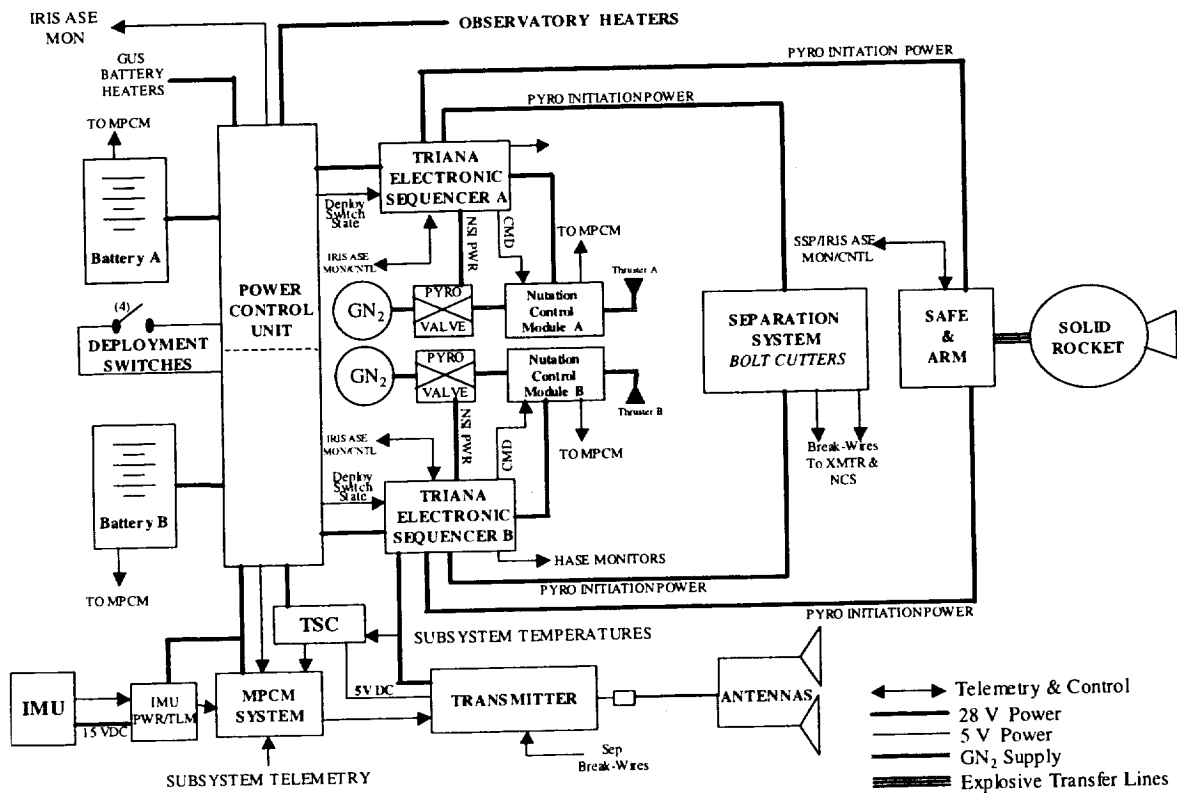 IRIS ASE
MON
OBSERVATORY HEATERS
GUS
BATTERY
HEATERS
PYRO INITATION POWER
PYRO INITIATION POWER
TO MPCM
TRIANA
ELECTRONIC
SEQUENCER A
Deploy
Switch
State
NSI PWR
CMD
TO MPCM
IRIS ASE
MON/CNTL
SSP/IRIS ASE
MON/CNTL
Battery A
POWER
CONTROL
UNIT
GN2
PYRO
VALVE
Nutation
Control
Module A
Thruster A
(4)
DEPLOYMENT
SWITCHES
SEPARATION
SYSTEM
BOLT CUTTERS
SAFE
&
ARM
SOLID
ROCKET
GN2
PYRO
VALVE
Nutation
Control
Module B
Thruster B
NSI PWR
CMD
IRIS ASE
MON/CNTL
TO MPCM
Break-Wires
To XMTR &
NCS
Deploy
Switch
State
TRIANA
ELECTRONIC
SEQUENCER B
Battery B
HASE MONITORS
TO MPCM
PYRO INITIATION POWER
PYRO INITIATION POWER
TSC
SUBSYSTEM TEMPERATURES
5V DC
IMU
15 VDC
IMU
PWR/TLM
MPCM
SYSTEM
TRANSMITTER
ANTENNAS
Sep
Break-Wires
SUBSYSTEM TELEMETRY
Telemetry & Control
28 V Power
5 V Power
GN2 Supply
Explosive Transfer Lines